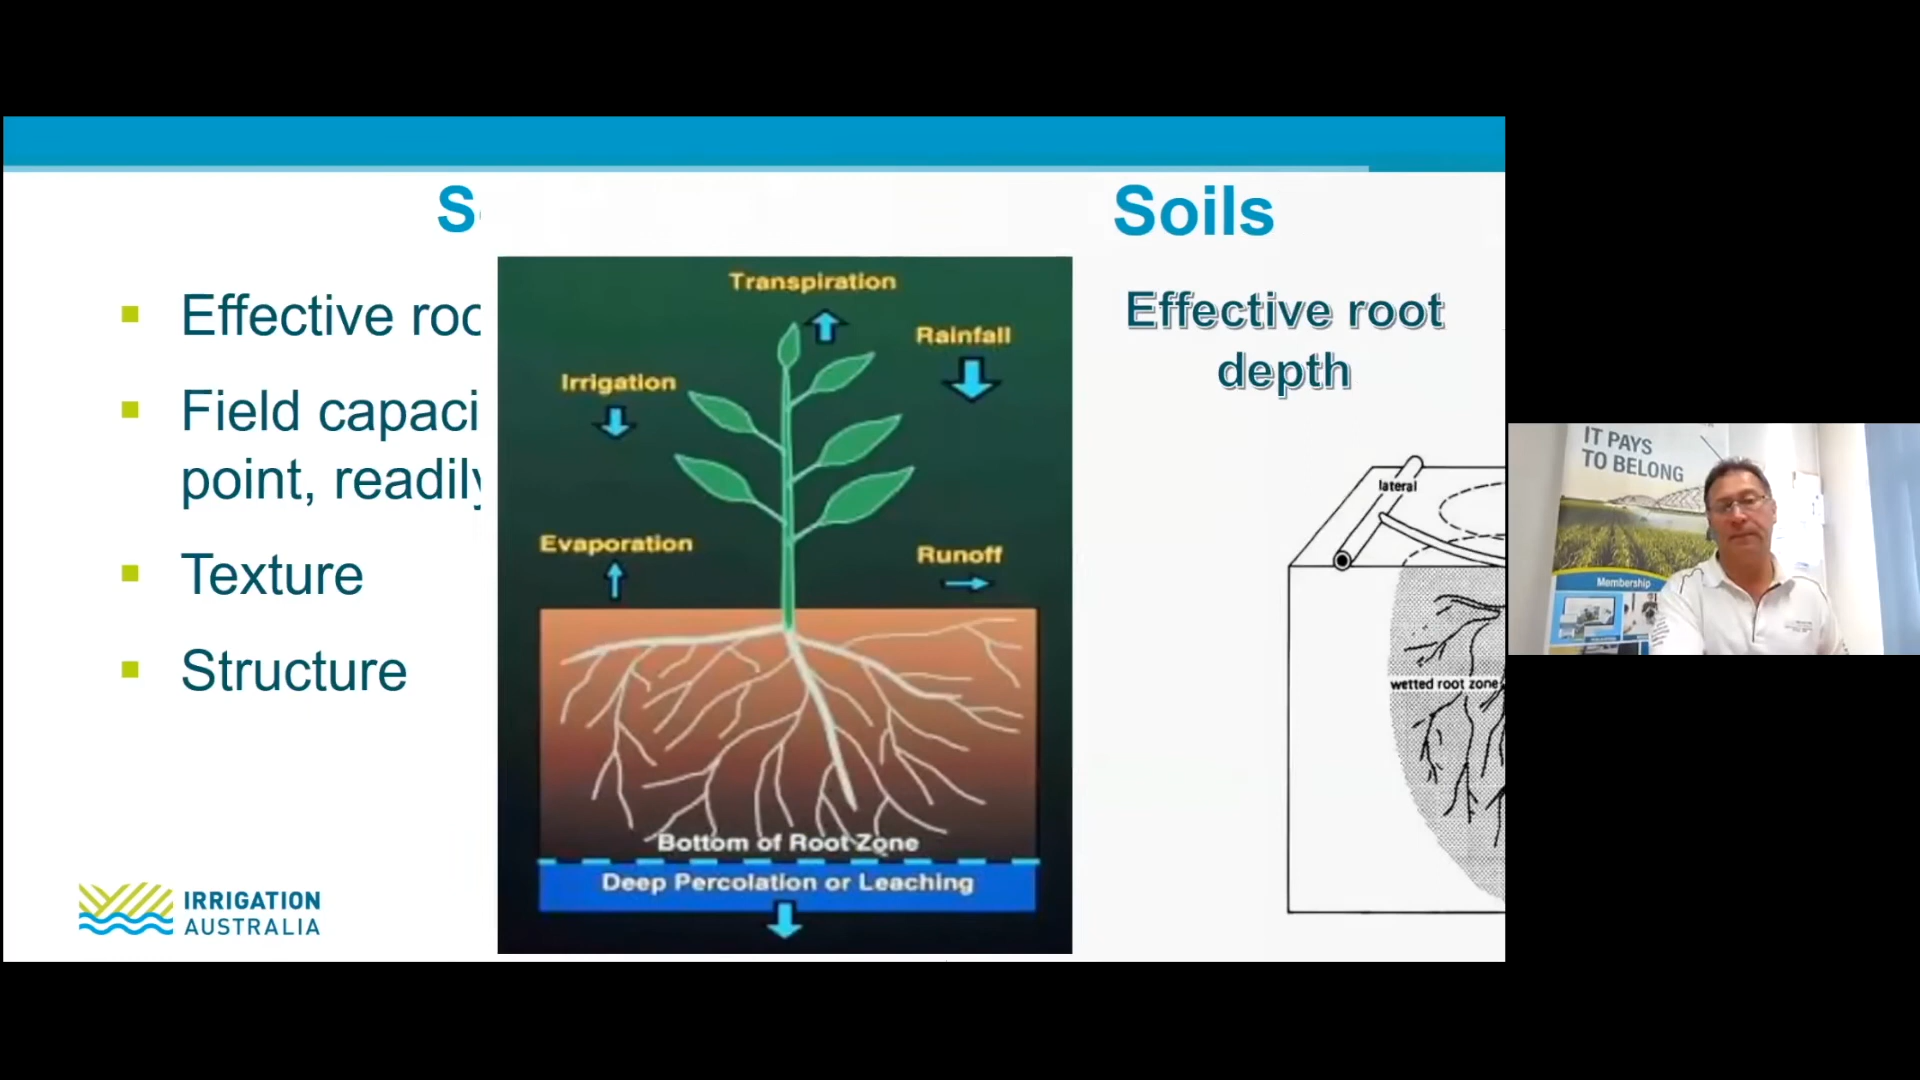 S
Soils
Effective roo
Field capaci
point, readily
Texture
Structure
IRRIGATION
AUSTRALIA
Transpiration
Rainfall
Irrigation
Evaporation
Runoff
Bottom of Root Zone
Deep Percolation or Leaching
Effective root
depth
lateral
wetted root zone
IT PAYS
TO BELONG
Membership